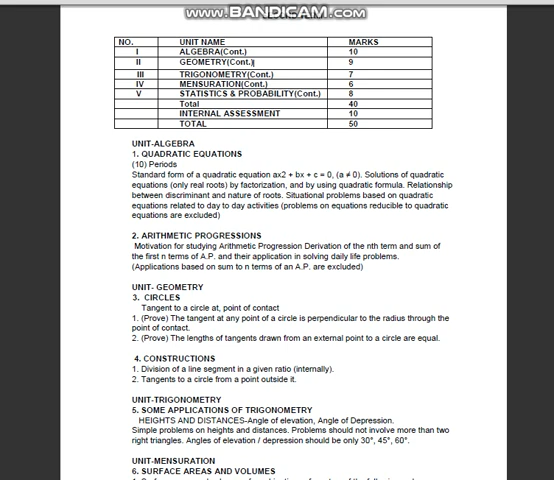 www.BANDICAM.com
NO. UNIT NAME MARKS
I ALGEBRA(Cont.) 10
II GEOMETRY(Cont.) 9
III TRIGONOMETRY(Cont.) 7
IV MENSURATION(Cont.) 6
V STATISTICS & PROBABILITY(Cont.) 8
Total 40
INTERNAL ASSESSMENT 10
TOTAL 50
UNIT-ALGEBRA
1. QUADRATIC EQUATIONS
(10) Periods
Standard form of a quadratic equation ax2 + bx + c = 0, (a ≠ 0). Solutions of quadratic
equations (only real roots) by factorization, and by using quadratic formula. Relationship
between discriminant and nature of roots. Situational problems based on quadratic
equations related to day to day activities (problems on equations reducible to quadratic
equations are excluded)
2. ARITHMETIC PROGRESSIONS
Motivation for studying Arithmetic Progression Derivation of the nth term and sum of
the first n terms of A.P. and their application in solving daily life problems.
(Applications based on sum to n terms of an A.P. are excluded)
UNIT- GEOMETRY
3. CIRCLES
Tangent to a circle at, point of contact
1. (Prove) The tangent at any point of a circle is perpendicular to the radius through the
point of contact.
2. (Prove) The lengths of tangents drawn from an external point to a circle are equal.
4. CONSTRUCTIONS
1. Division of a line segment in a given ratio (internally).
2. Tangents to a circle from a point outside it.
UNIT-TRIGONOMETRY
5. SOME APPLICATIONS OF TRIGONOMETRY
HEIGHTS AND DISTANCES-Angle of elevation, Angle of Depression.
Simple problems on heights and distances. Problems should not involve more than two
right triangles. Angles of elevation / depression should be only 30°, 45°, 60°.
UNIT-MENSURATION
6. SURFACE AREAS AND VOLUMES